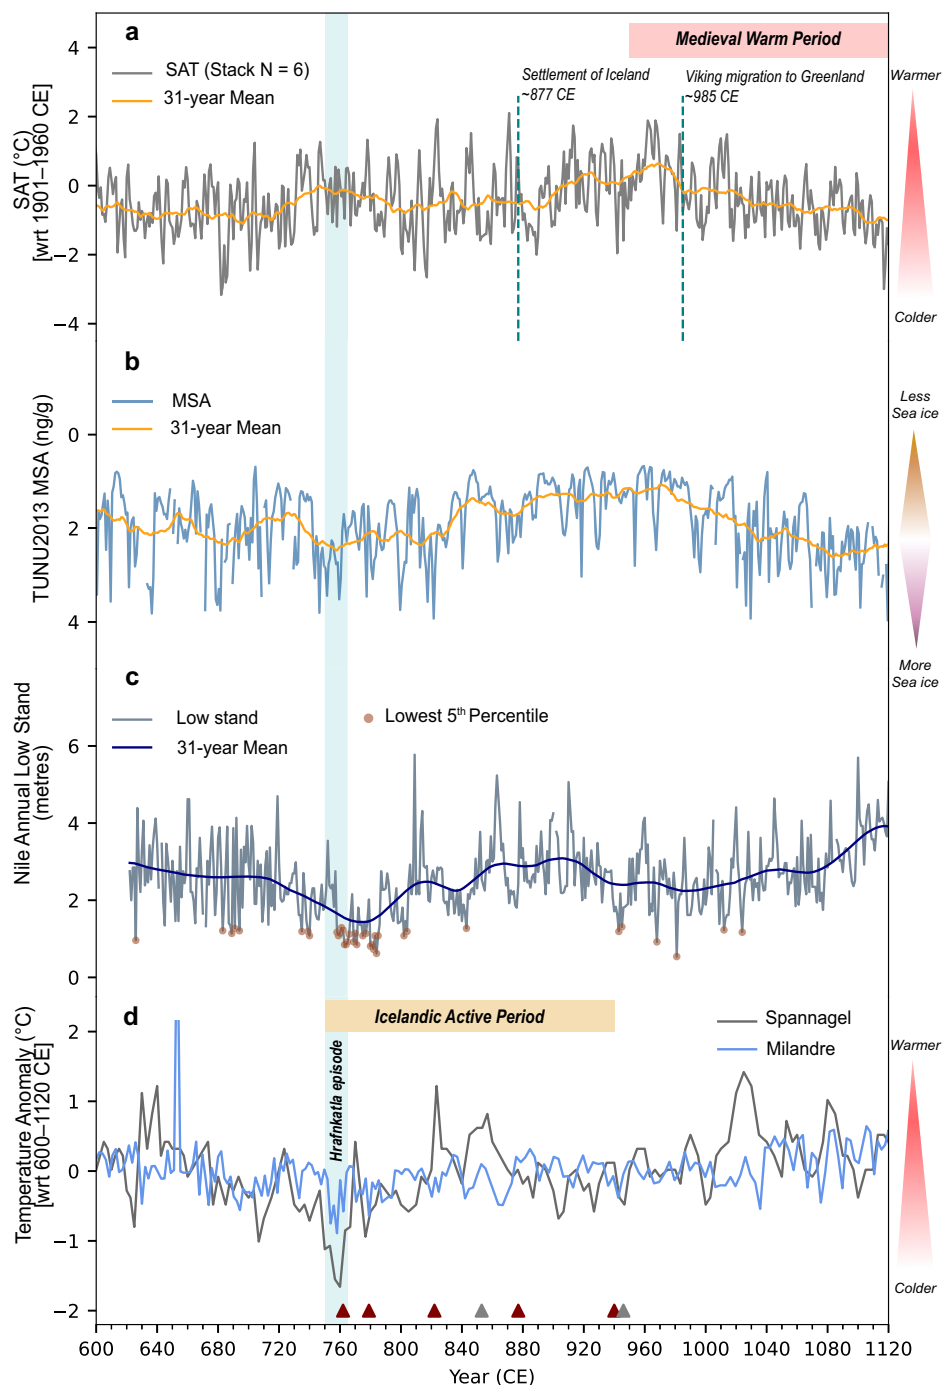 a
Medieval Warm Period
SAT (Stack N = 6)
31-year Mean
Settlement of Iceland
~877 CE
Viking migration to Greenland
~985 CE
Warmer
Colder
4
2
0
−2
−4
SAT (°C)
[wrt 1901–1960 CE]
b
MSA
31-year Mean
Less
Sea ice
More
Sea ice
0
2
4
TUNU2013 MSA (ng/g)
c
Low stand
31-year Mean
Lowest 5th Percentile
6
4
2
0
Nile Annual Low Stand
(metres)
d
Icelandic Active Period
Hrafnkatla episode
Spannagel
Milandre
Warmer
Colder
2
1
0
−1
−2
Temperature Anomaly (°C)
[wrt 600–1120 CE]
600 640 680 720 760 800 840 880 920 960 1000 1040 1080 1120
Year (CE)